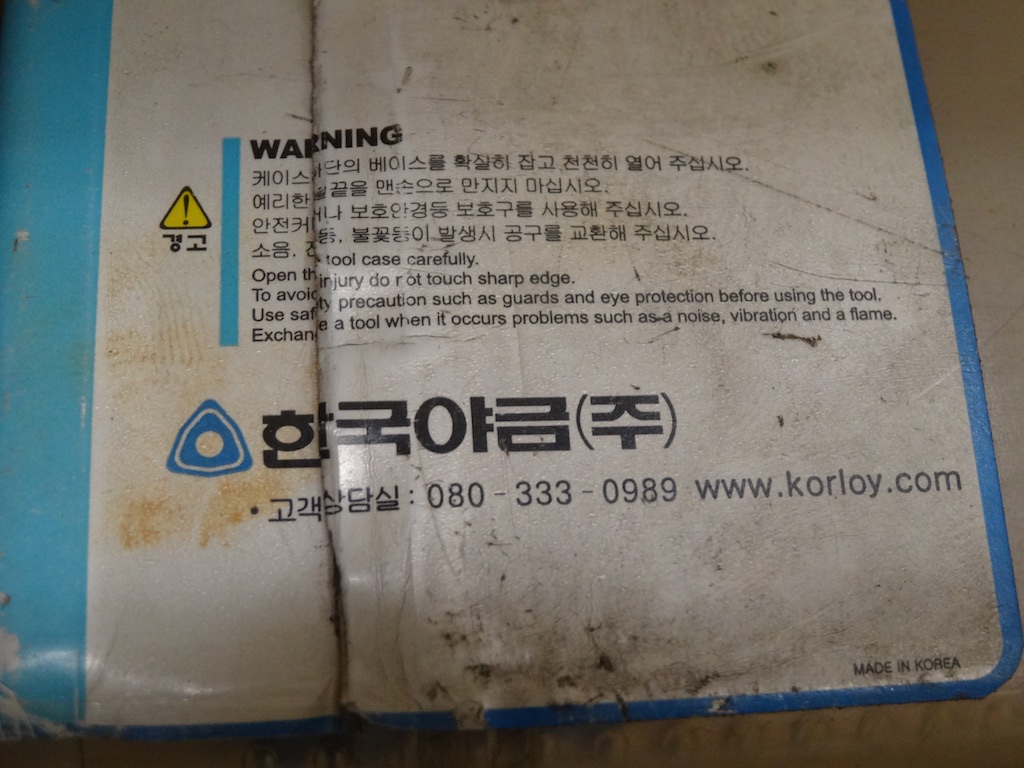 WARNING
케이스 하단의 베이스를 확실히 잡고 천천히 열어 주십시오.
예리한 끝을 맨손으로 만지지 마십시오.
안전커버나 보호안경등 보호구를 사용해 주십시오.
소음, 등, 불꽃등이 발생시 공구를 교환해 주십시오.
Open the tool case carefully.
To avoid injury do not touch sharp edge.
Use safety precaution such as guards and eye protection before using the tool.
Exchange a tool when it occurs problems such as a noise, vibration and a flame.
경고
한국야금(주)
• 고객상담실 : 080 - 333 - 0989 www.korloy.com
MADE IN KOREA